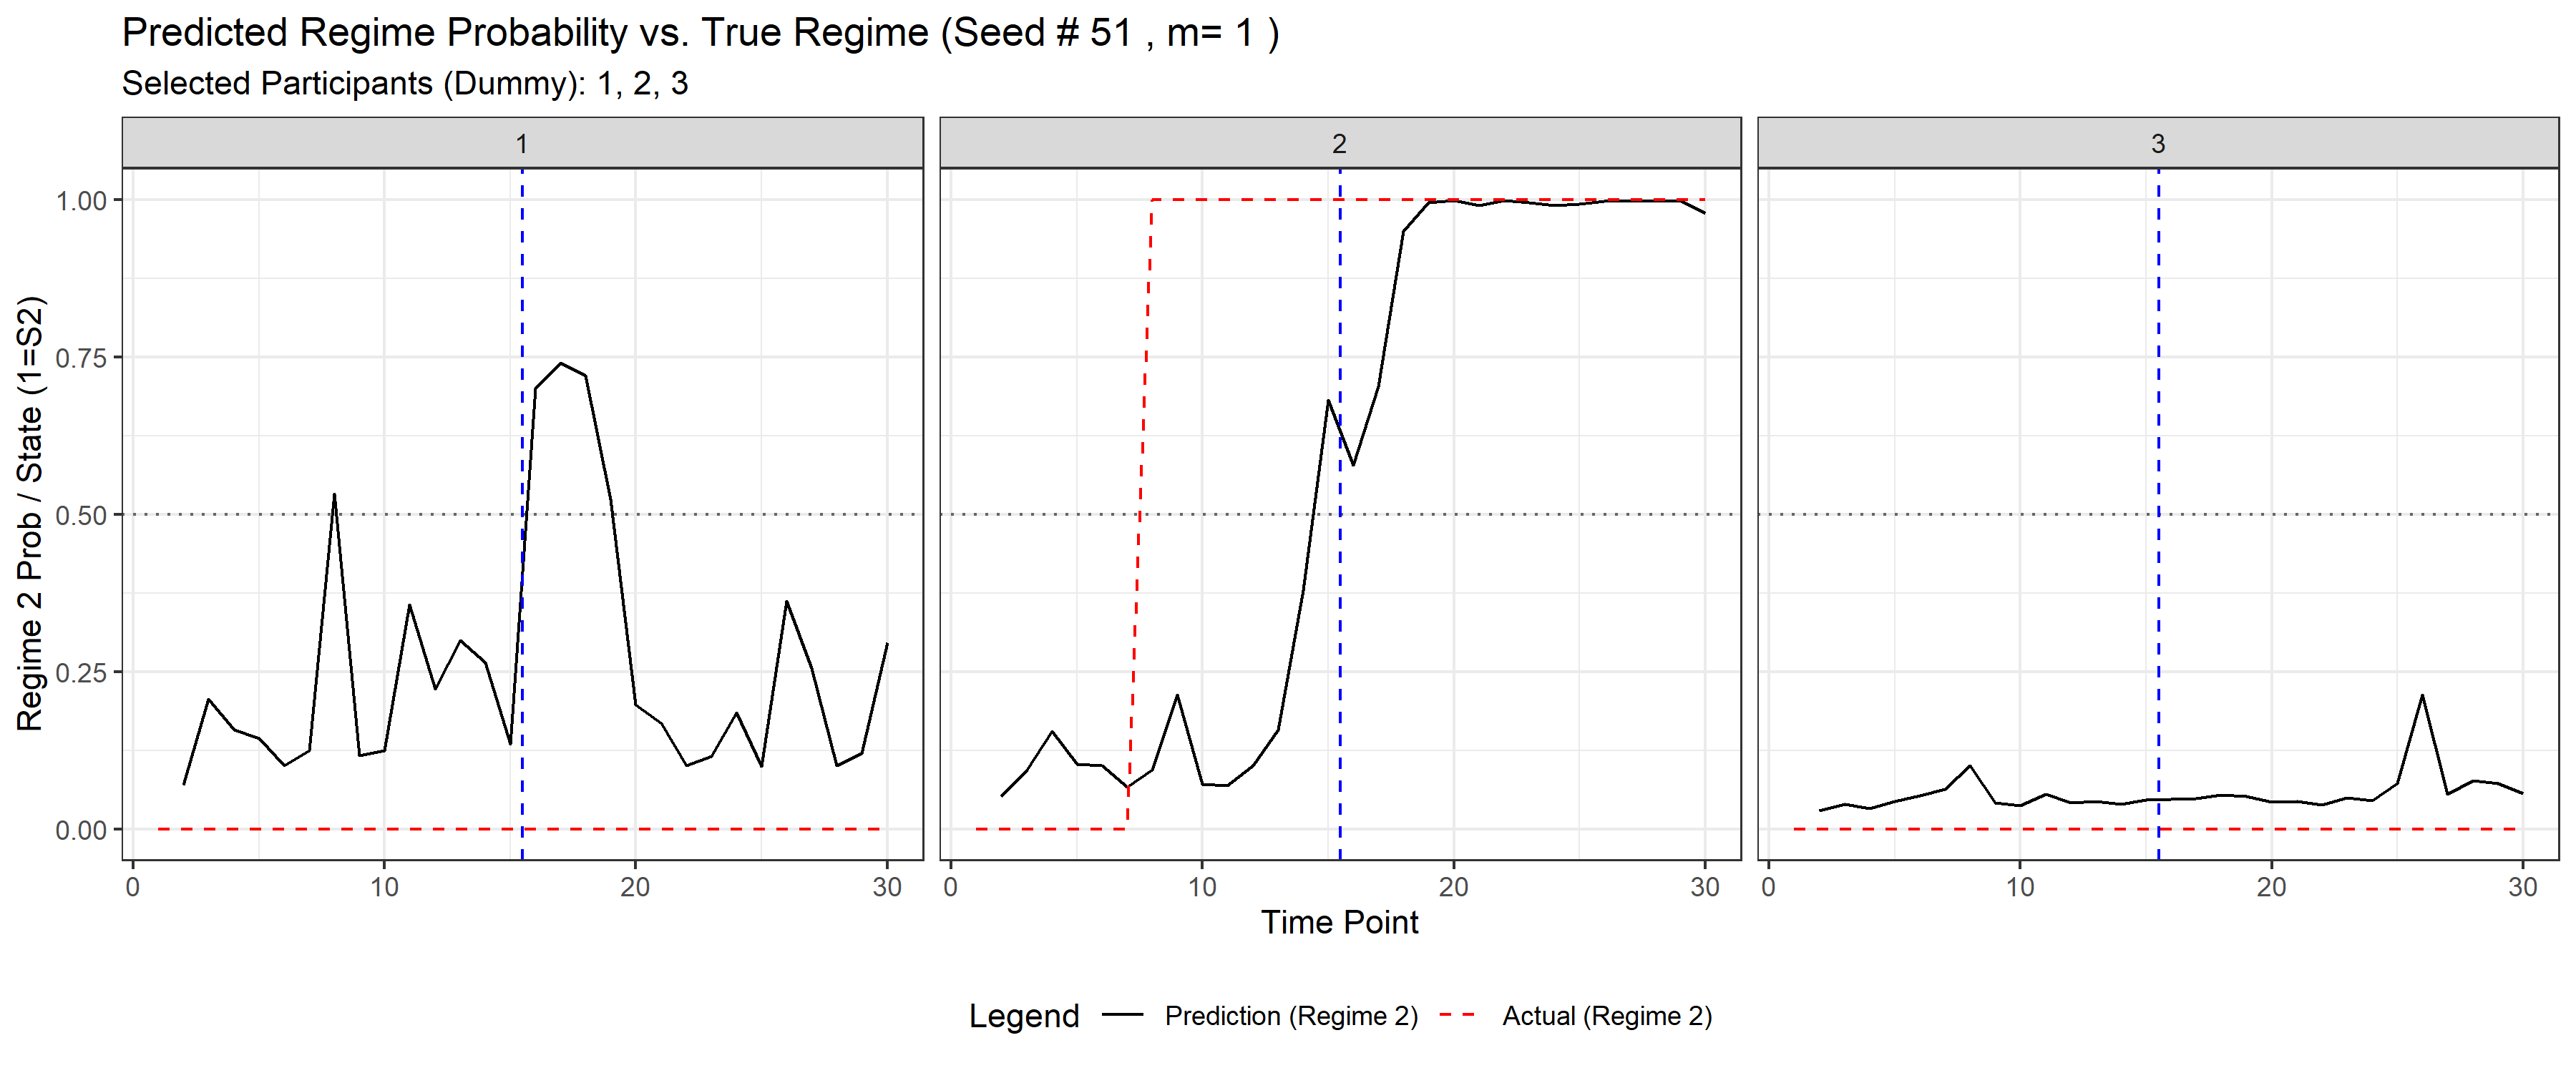 Predicted Regime Probability vs. True Regime (Seed # 51 , m= 1 )
Selected Participants (Dummy): 1, 2, 3
1 2 3
Regime 2 Prob / State (1=S2)
1.00
0.75
0.50
0.25
0.00
0 10 20 30 0 10 20 30 0 10 20 30
Time Point
Legend Prediction (Regime 2) Actual (Regime 2)